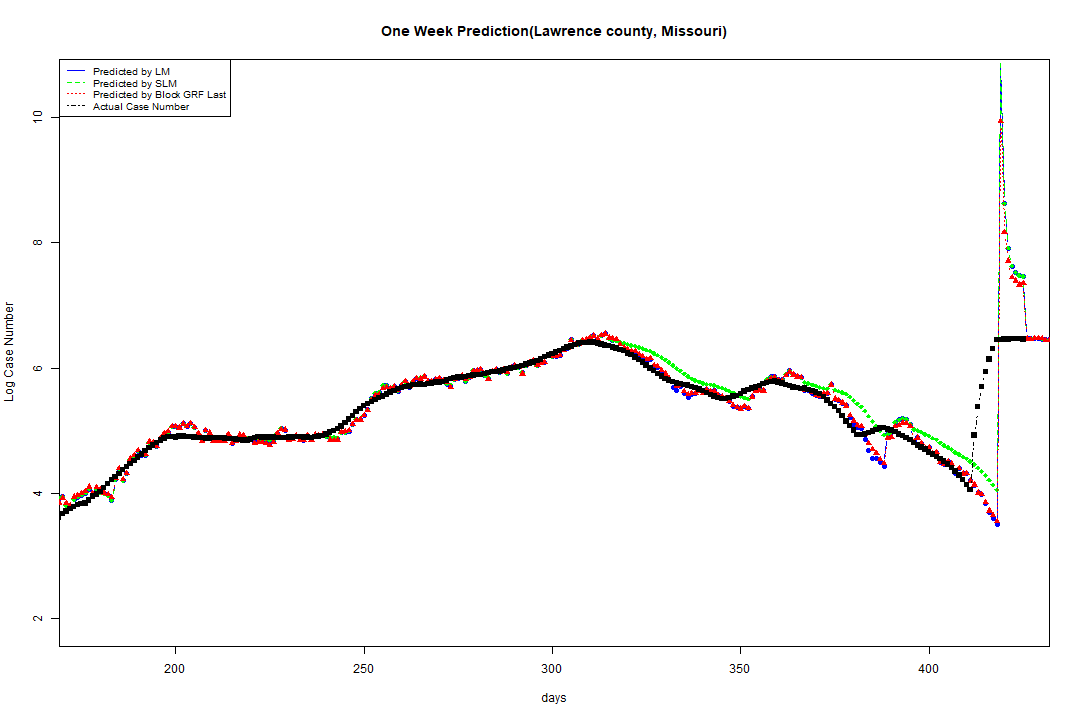 One Week Prediction(Lawrence county, Missouri)
Predicted by LM
Predicted by SLM
Predicted by Block GRF Last
Actual Case Number
10
8
6
4
2
Log Case Number
200 250 300 350 400
days